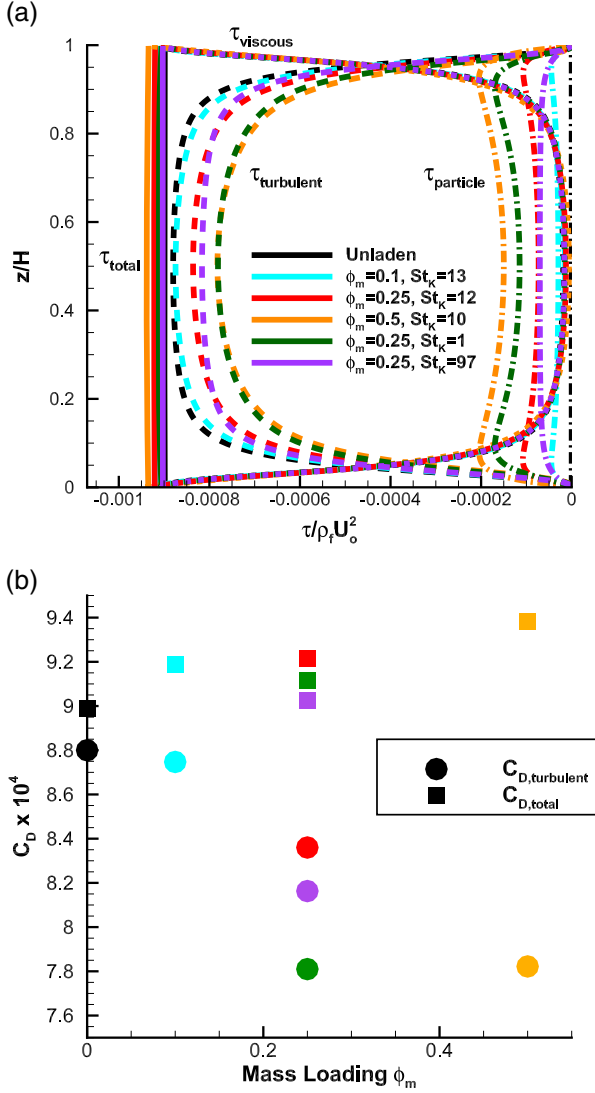 (a)
τviscous
1
0.8
0.6
0.4
0.2
0
z/H
τturbulent
τparticle
τtotal
Unladen
ϕm=0.1, StK=13
ϕm=0.25, StK=12
ϕm=0.5, StK=10
ϕm=0.25, StK=1
ϕm=0.25, StK=97
-0.001 -0.0008 -0.0006 -0.0004 -0.0002 0
τ/ρfUo2
(b)
9.4
9.2
9
8.8
8.6
8.4
8.2
8
7.8
7.6
CD x 104
CD,turbulent
CD,total
0 0.2 0.4
Mass Loading ϕm